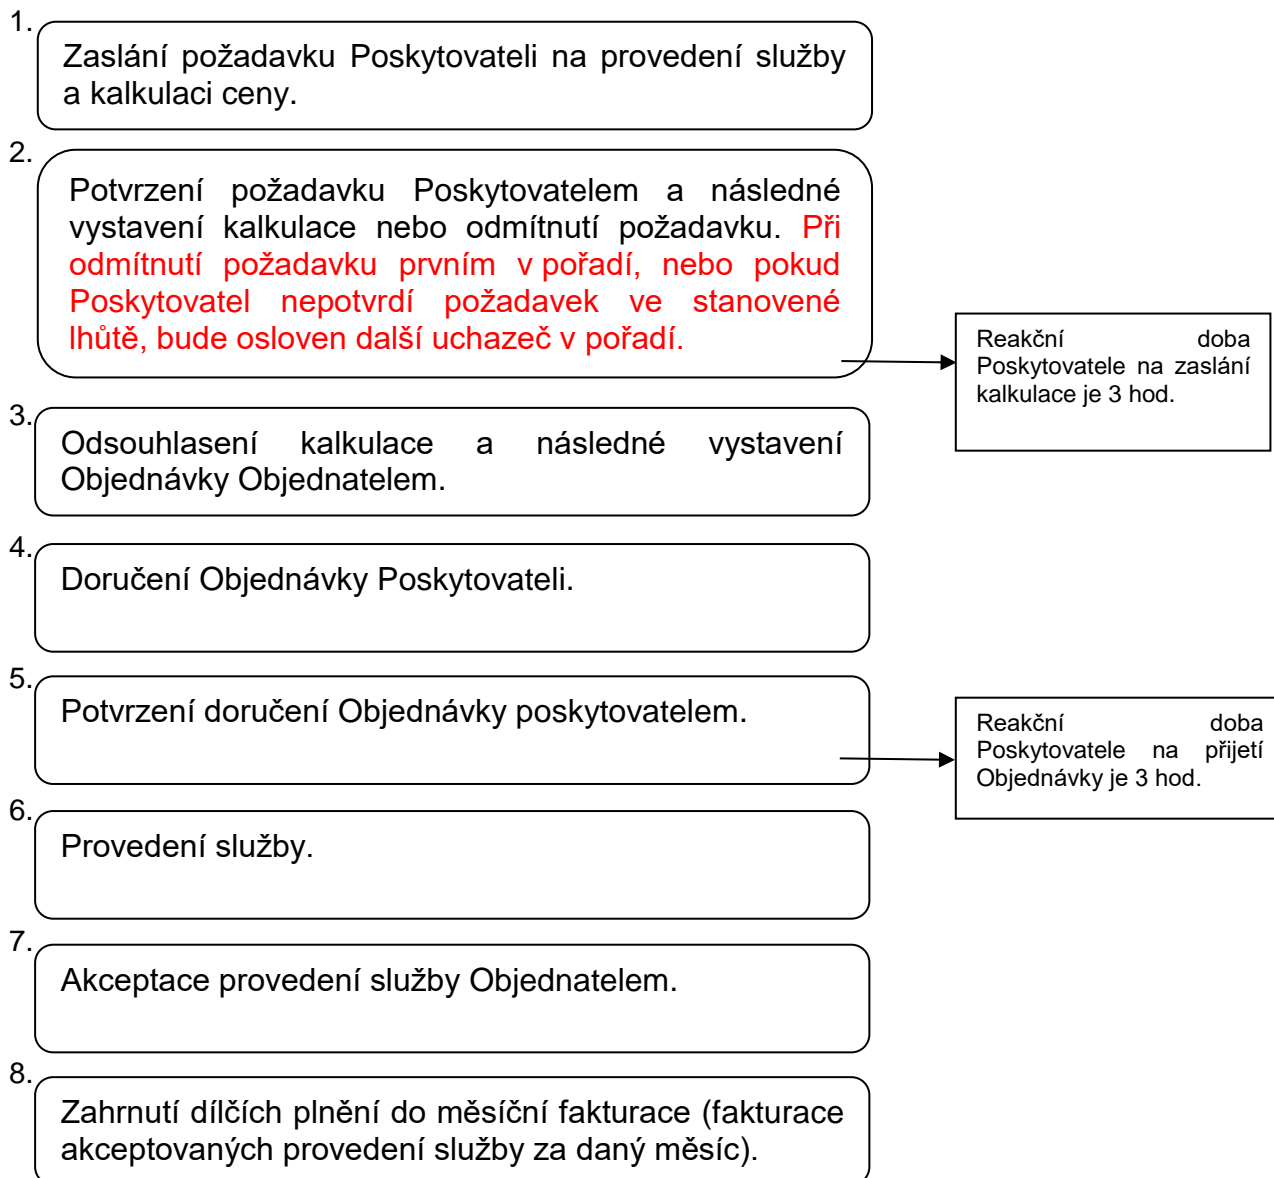 1.
Zaslání požadavku Poskytovateli na provedení služby
a kalkulaci ceny.
2.
Potvrzení požadavku Poskytovatelem a následné
vystavení kalkulace nebo odmítnutí požadavku. Při
odmítnutí požadavku prvním v pořadí, nebo pokud
Poskytovatel nepotvrdí požadavek ve stanovené
lhůtě, bude osloven další uchazeč v pořadí.
Reakční doba
Poskytovatele na zaslání
kalkulace je 3 hod.
3.
Odsouhlasení kalkulace a následné vystavení
Objednávky Objednatelem.
4.
Doručení Objednávky Poskytovateli.
5.
Potvrzení doručení Objednávky poskytovatelem.
Reakční doba
Poskytovatele na přijetí
Objednávky je 3 hod.
6.
Provedení služby.
7.
Akceptace provedení služby Objednatelem.
8.
Zahrnutí dílčích plnění do měsíční fakturace (fakturace
akceptovaných provedení služby za daný měsíc).